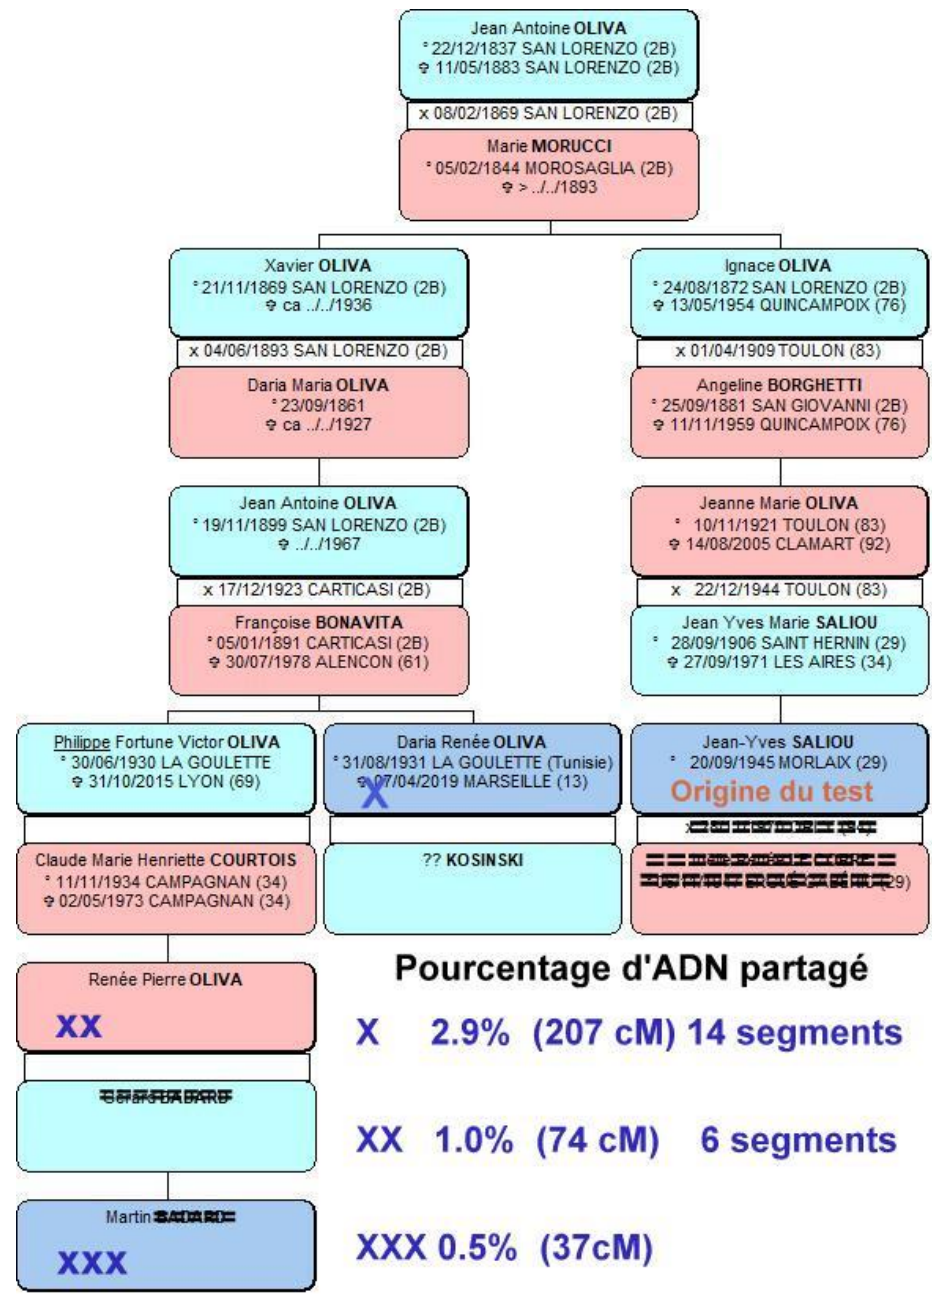 Jean Antoine OLIVA
° 22/12/1837 SAN LORENZO (2B)
✞ 11/05/1883 SAN LORENZO (2B)
x 08/02/1869 SAN LORENZO (2B)
Marie MORUCCI
° 05/02/1844 MOROSAGLIA (2B)
✞ > ../../1893
Xavier OLIVA
° 21/11/1869 SAN LORENZO (2B)
✞ ca ../../1936
x 04/06/1893 SAN LORENZO (2B)
Daria Maria OLIVA
° 23/09/1861
✞ ca ../../1927
Ignace OLIVA
° 24/08/1872 SAN LORENZO (2B)
✞ 13/05/1954 QUINCAMPOIX (76)
x 01/04/1909 TOULON (83)
Angeline BORGHETTI
° 25/09/1881 SAN GIOVANNI (2B)
✞ 11/11/1959 QUINCAMPOIX (76)
Jean Antoine OLIVA
° 19/11/1899 SAN LORENZO (2B)
✞ ../../1967
x 17/12/1923 CARTICASI (2B)
Françoise BONAVITA
° 05/01/1891 CARTICASI (2B)
✞ 30/07/1978 ALENCON (61)
Jeanne Marie OLIVA
° 10/11/1921 TOULON (83)
✞ 14/08/2005 CLAMART (92)
x 22/12/1944 TOULON (83)
Jean Yves Marie SALIOU
° 28/09/1906 SAINT HERNIN (29)
✞ 27/09/1971 LES AIRES (34)
Philippe Fortune Victor OLIVA
° 30/06/1930 LA GOULETTE
✞ 31/10/2015 LYON (69)
Claude Marie Henriette COURTOIS
° 11/11/1934 CAMPAGNAN (34)
✞ 02/05/1973 CAMPAGNAN (34)
Daria Renée OLIVA
° 31/08/1931 LA GOULETTE (Tunisie)
✞ 07/04/2019 MARSEILLE (13)
X
?? KOSINSKI
Jean-Yves SALIOU
° 20/09/1945 MORLAIX (29)
Origine du test
Renée Pierre OLIVA
XX
Martin
XXX
Pourcentage d'ADN partagé
X 2.9% (207 cM) 14 segments
XX 1.0% (74 cM) 6 segments
XXX 0.5% (37cM)